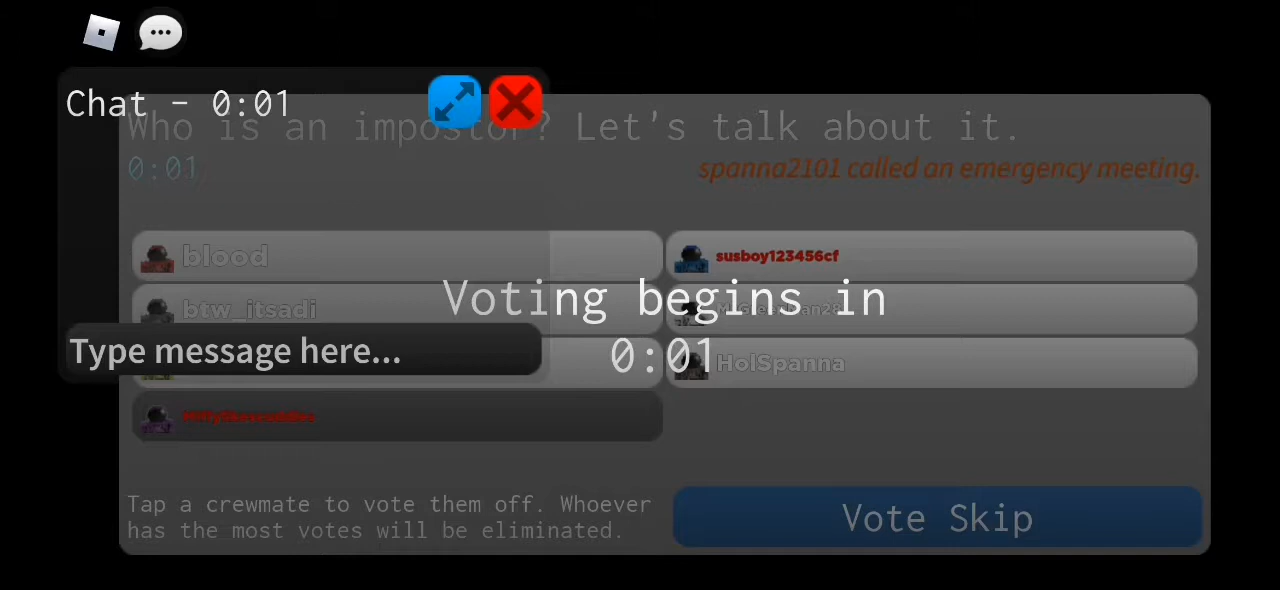 Chat - 0:01
Who is an impostor? Let's talk about it.
0:01
spanna2101 called an emergency meeting.
blood
susboy123456cf
btw_itsadi
Voting begins in
0:01
Type message here...
HolSpanna
Tap a crewmate to vote them off. Whoever
has the most votes will be eliminated.
Vote Skip